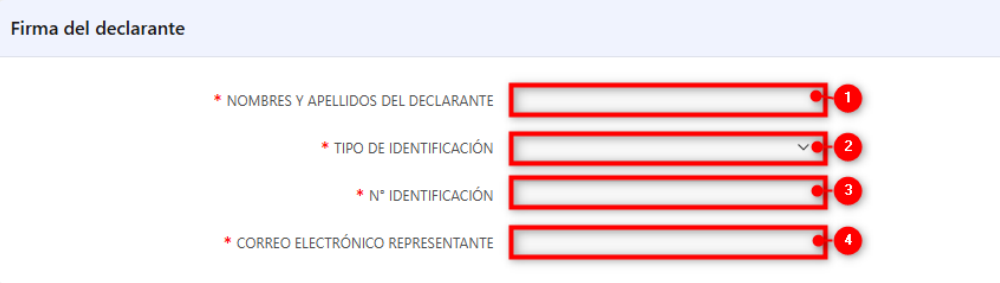 Firma del declarante
* NOMBRES Y APELLIDOS DEL DECLARANTE 1
* TIPO DE IDENTIFICACIÓN 2
* N° IDENTIFICACIÓN 3
* CORREO ELECTRÓNICO REPRESENTANTE 4